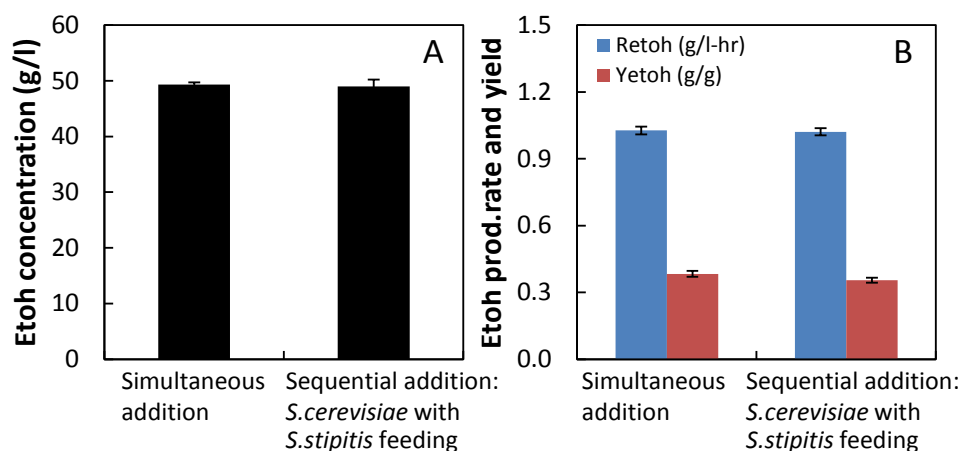 Etoh concentration (g/l)
60
50
40
30
20
10
0
A
Simultaneous
addition
Sequential addition:
S.cerevisiae with
S.stipitis feeding
Etoh prod.rate and yield
1.5
1.2
0.9
0.6
0.3
0.0
Retoh (g/l-hr)
Yetoh (g/g)
B
Simultaneous
addition
Sequential addition:
S.cerevisiae with
S.stipitis feeding